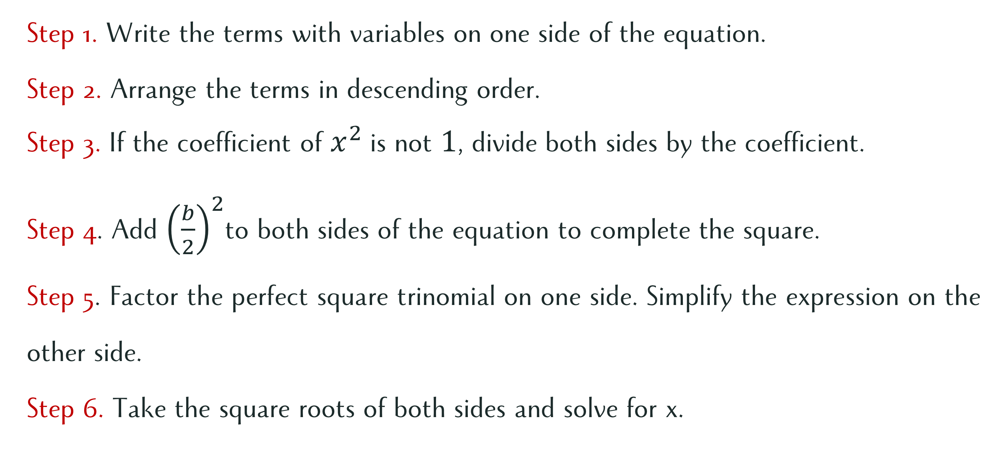 Step 1. Write the terms with variables on one side of the equation.
Step 2. Arrange the terms in descending order.
Step 3. If the coefficient of x² is not 1, divide both sides by the coefficient.
Step 4. Add (b/2)² to both sides of the equation to complete the square.
Step 5. Factor the perfect square trinomial on one side. Simplify the expression on the
other side.
Step 6. Take the square roots of both sides and solve for x.